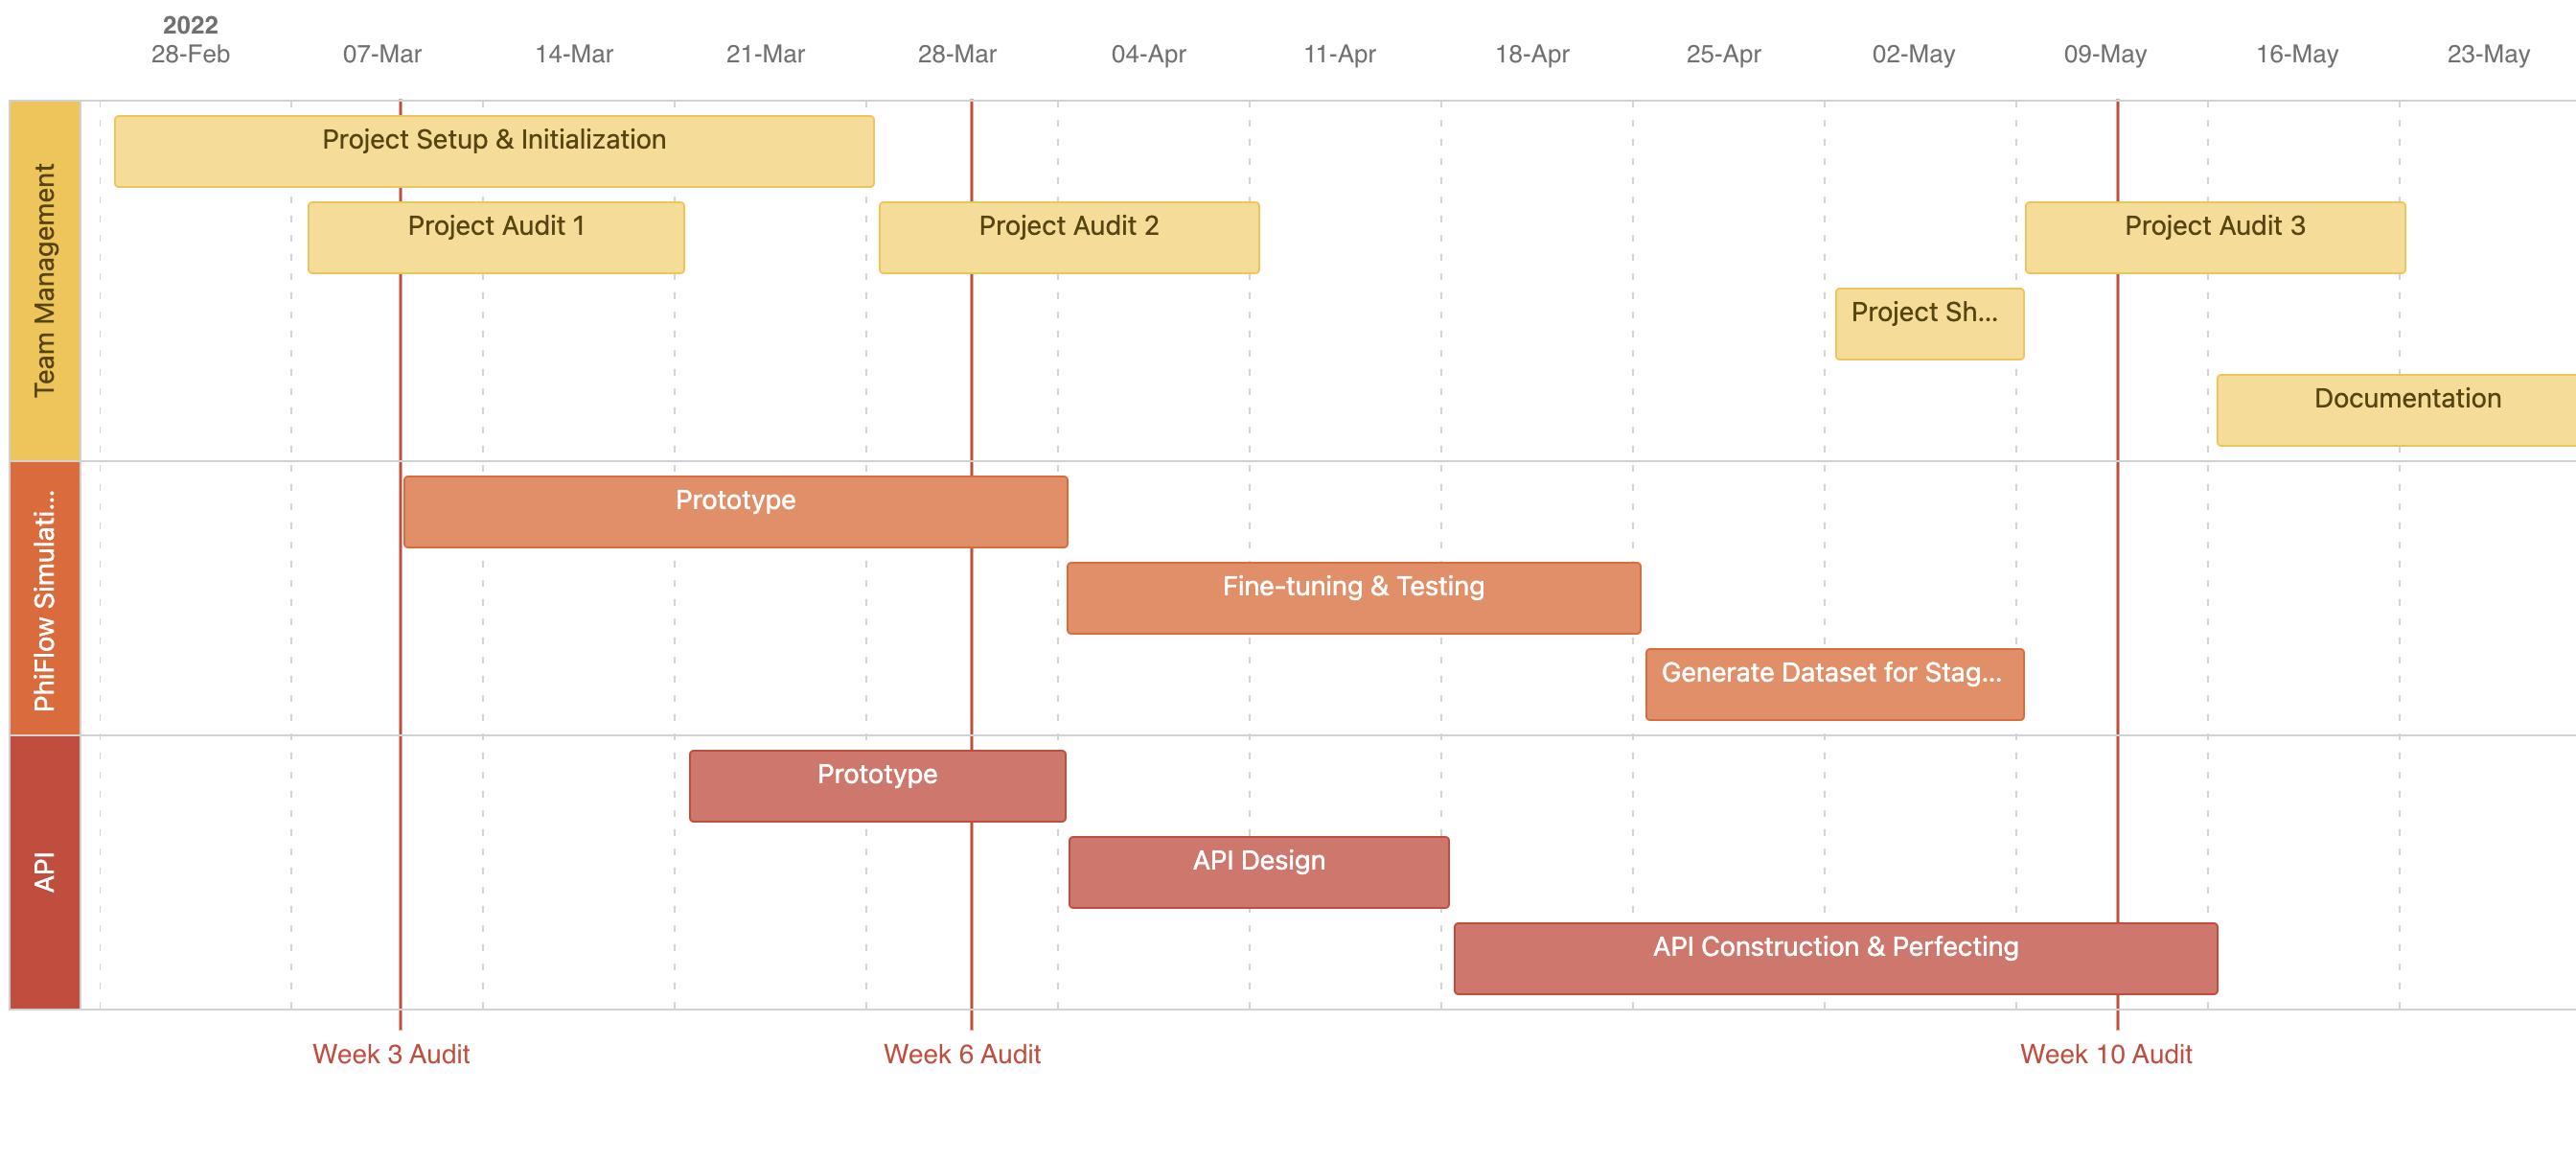 2022
28-Feb 07-Mar 14-Mar 21-Mar 28-Mar 04-Apr 11-Apr 18-Apr 25-Apr 02-May 09-May 16-May 23-May
Team Management
Project Setup & Initialization
Project Audit 1 Project Audit 2 Project Audit 3
Project Sh...
Documentation
PhiFlow Simulati...
Prototype
Fine-tuning & Testing
Generate Dataset for Stag...
API
Prototype
API Design
API Construction & Perfecting
Week 3 Audit Week 6 Audit Week 10 Audit